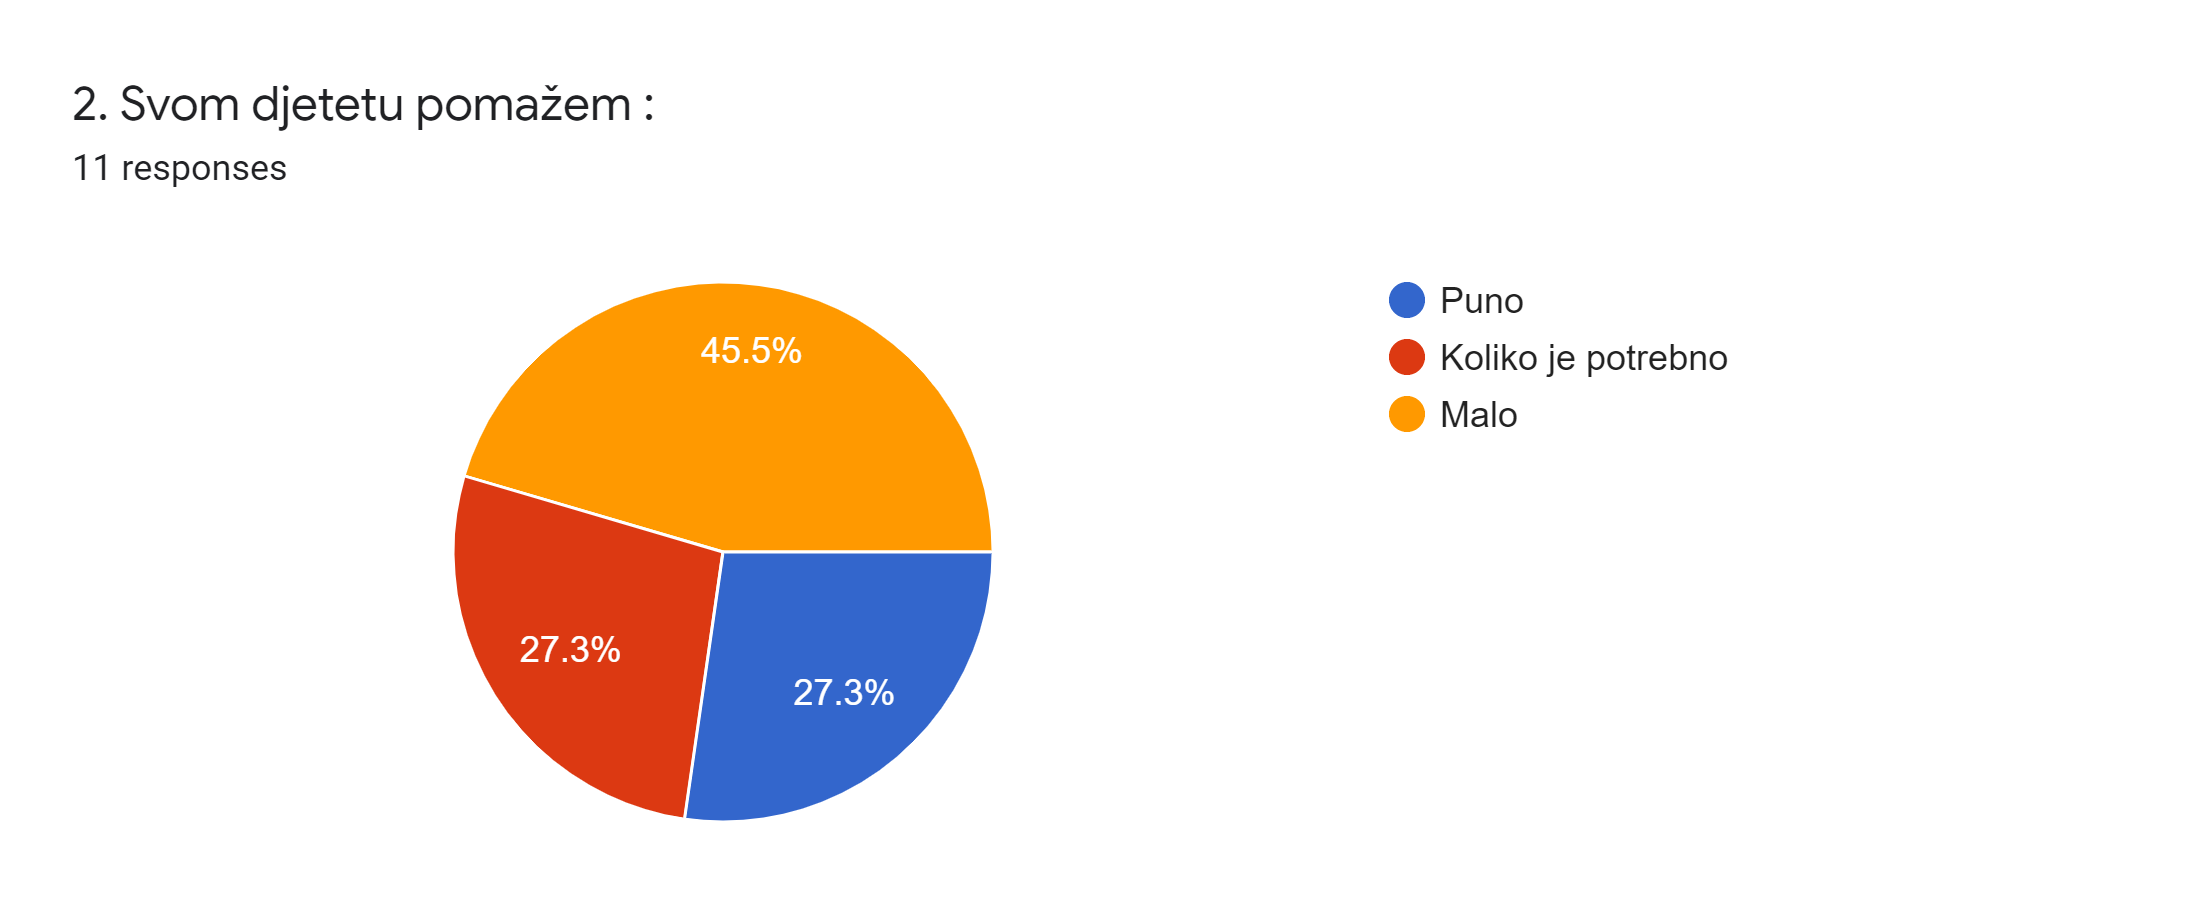 2. Svom djetetu pomažem :
11 responses
45.5%
27.3%
27.3%
Puno
Koliko je potrebno
Malo